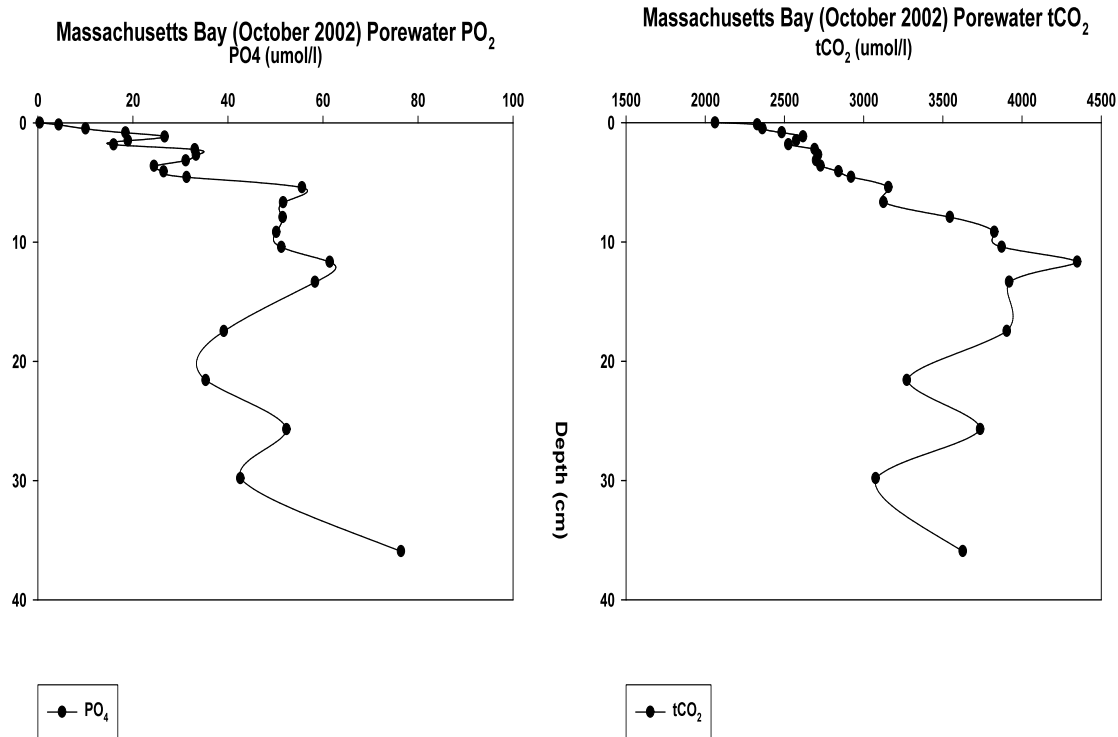 Massachusetts Bay (October 2002) Porewater PO2
PO4 (umol/l)
0 20 40 60 80 100
0
10
20
30
40
PO4
Massachusetts Bay (October 2002) Porewater tCO2
tCO2 (umol/l)
1500 2000 2500 3000 3500 4000 4500
Depth (cm)
0
10
20
30
40
tCO2